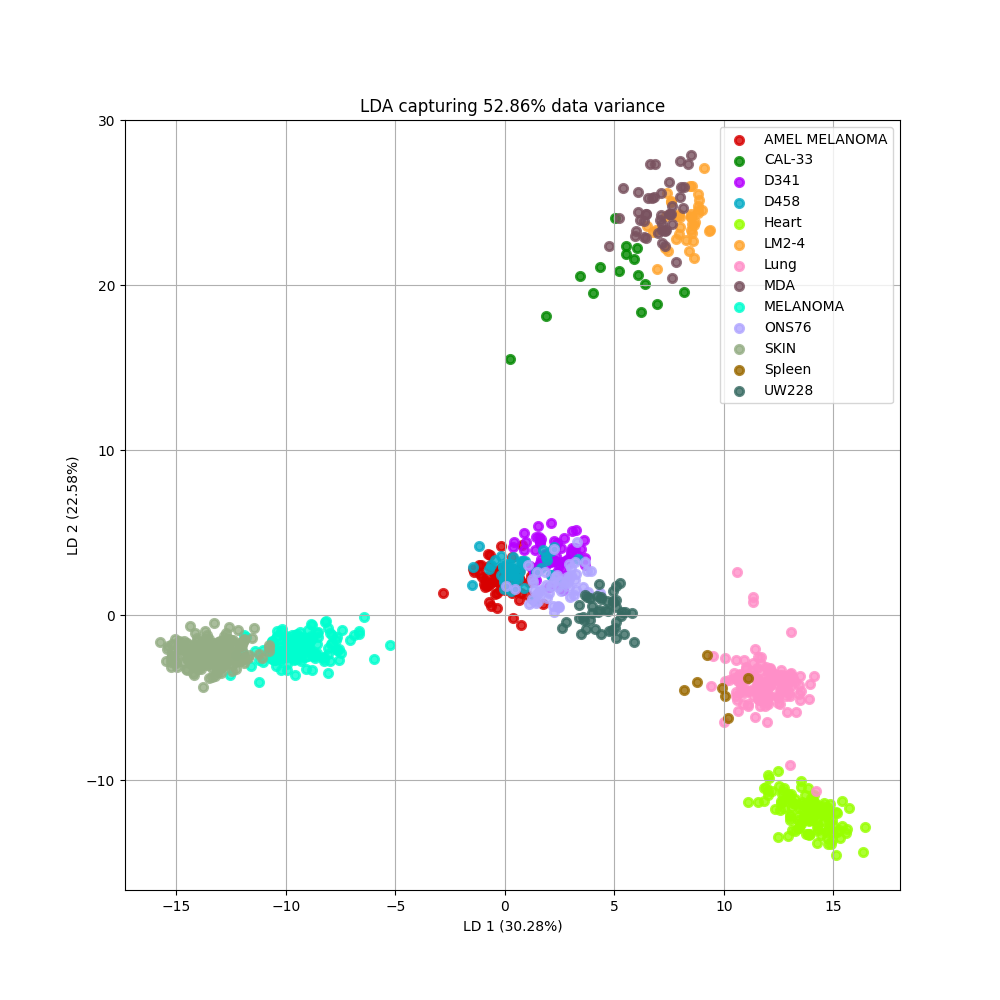 LDA capturing 52.86% data variance
30
20
10
0
−10
LD 2 (22.58%)
AMEL MELANOMA
CAL-33
D341
D458
Heart
LM2-4
Lung
MDA
MELANOMA
ONS76
SKIN
Spleen
UW228
−15
−10
−5
0
5
10
15
LD 1 (30.28%)